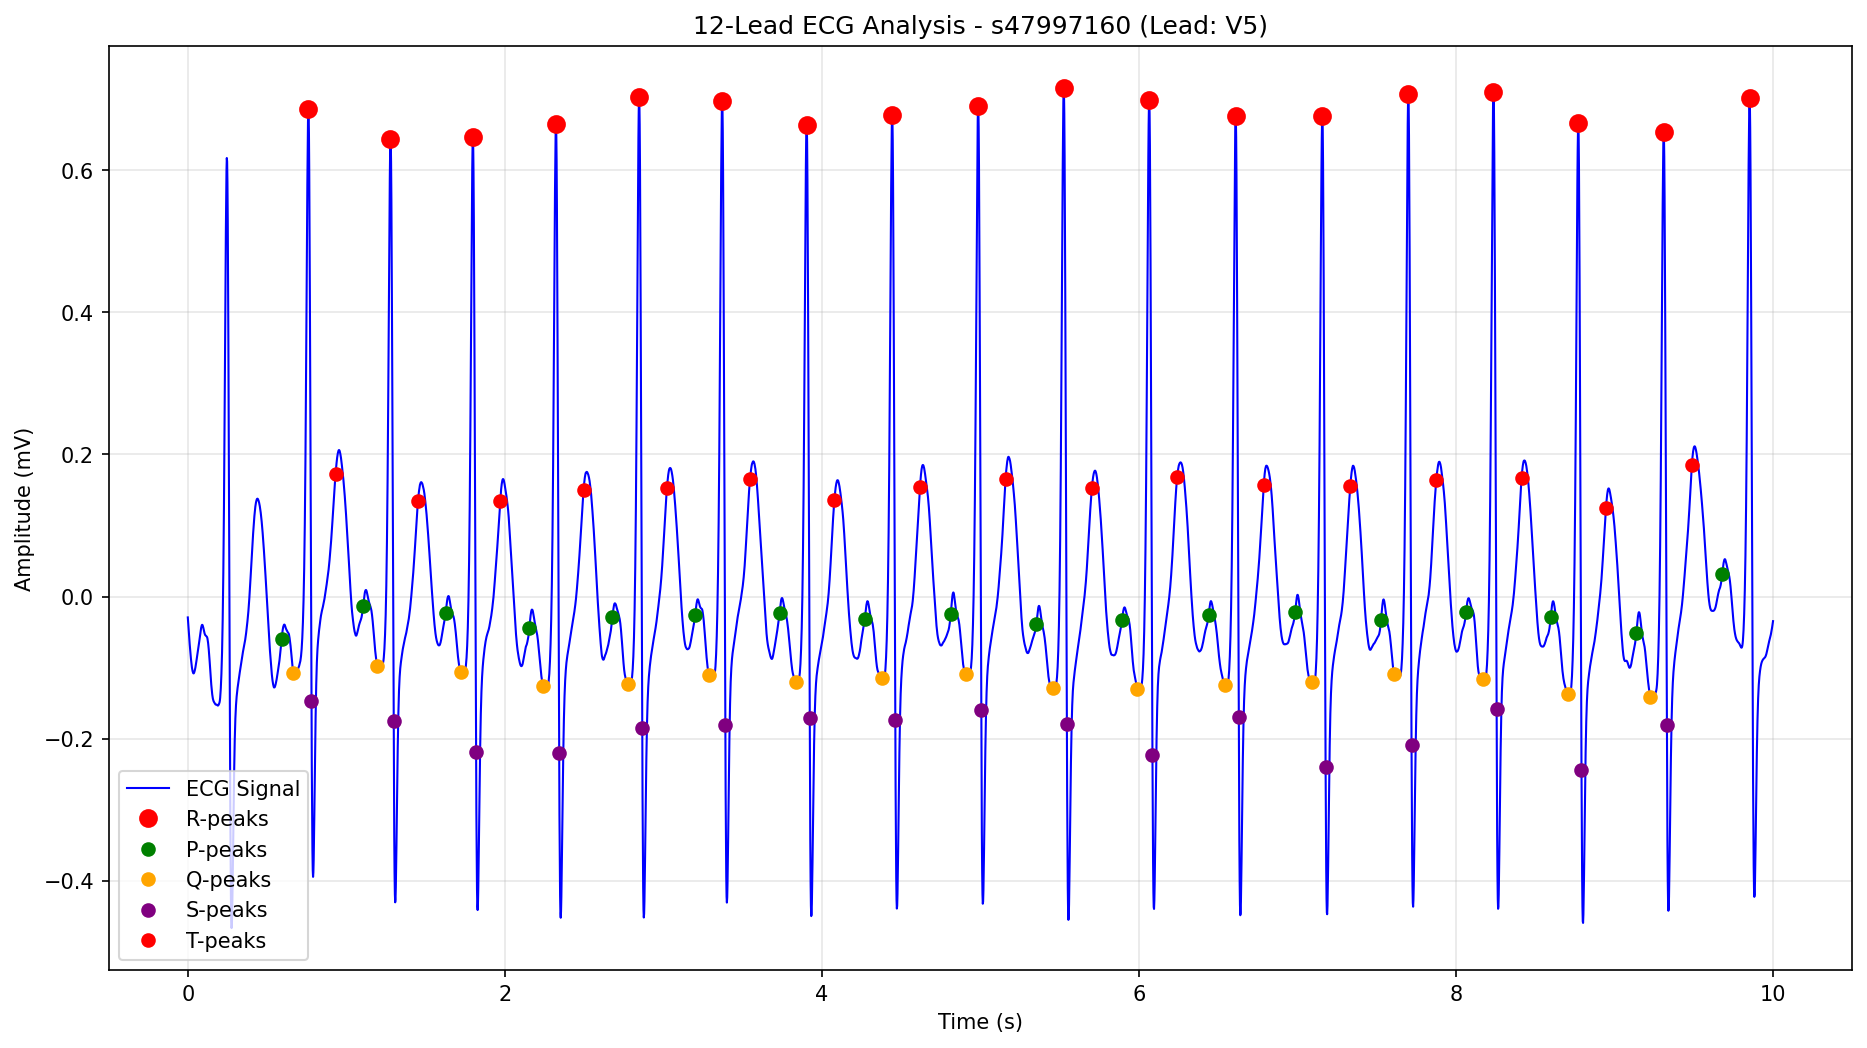 12-Lead ECG Analysis - s47997160 (Lead: V5)
Amplitude (mV)
0.6
0.4
0.2
0.0
−0.2
−0.4
ECG Signal
R-peaks
P-peaks
Q-peaks
S-peaks
T-peaks
0 2 4 6 8 10
Time (s)